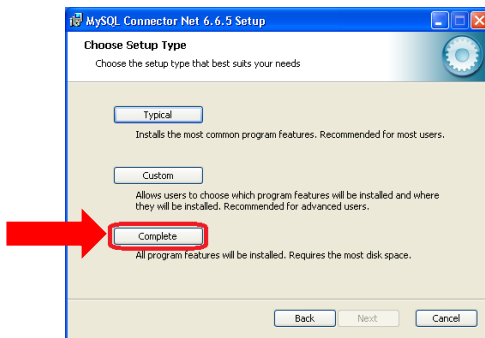 MySQL Connector Net 6.6.5 Setup
Choose Setup Type
Choose the setup type that best suits your needs
Typical
Installs the most common program features. Recommended for most users.
Custom
Allows users to choose which program features will be installed and where
they will be installed. Recommended for advanced users.
Complete
All program features will be installed. Requires the most disk space.
Back Next Cancel